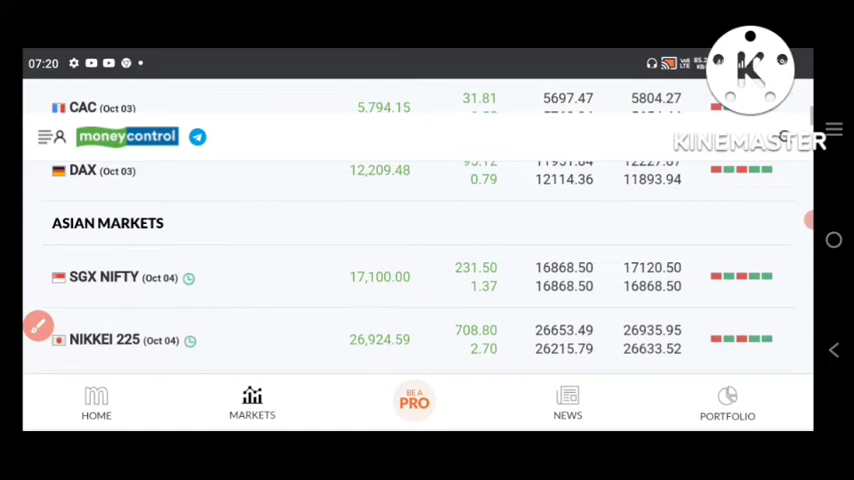 07:20
CAC (Oct 03) 5,794.15 31.81 5697.47 5804.27
moneycontrol
KINEMASTER
DAX (Oct 03) 12,209.48 0.79 12114.36 11893.94
ASIAN MARKETS
SGX NIFTY (Oct 04) 17,100.00 231.50 16868.50 17120.50
1.37 16868.50 16868.50
NIKKEI 225 (Oct 04) 26,924.59 708.80 26653.49 26935.95
2.70 26215.79 26633.52
HOME MARKETS BE A PRO NEWS PORTFOLIO